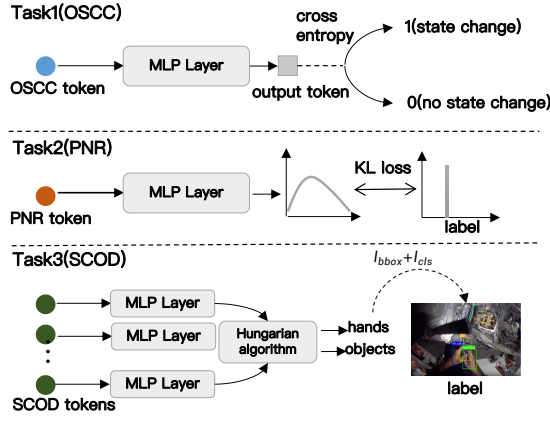 Task1(OSCC)
OSCC token
MLP Layer
output token
cross
entropy
1(state change)
0(no state change)
Task2(PNR)
PNR token
MLP Layer
KL loss
label
Task3(SCOD)
MLP Layer
MLP Layer
MLP Layer
SCOD tokens
Hungarian
algorithm
hands
objects
l_bbox+l_cls
label